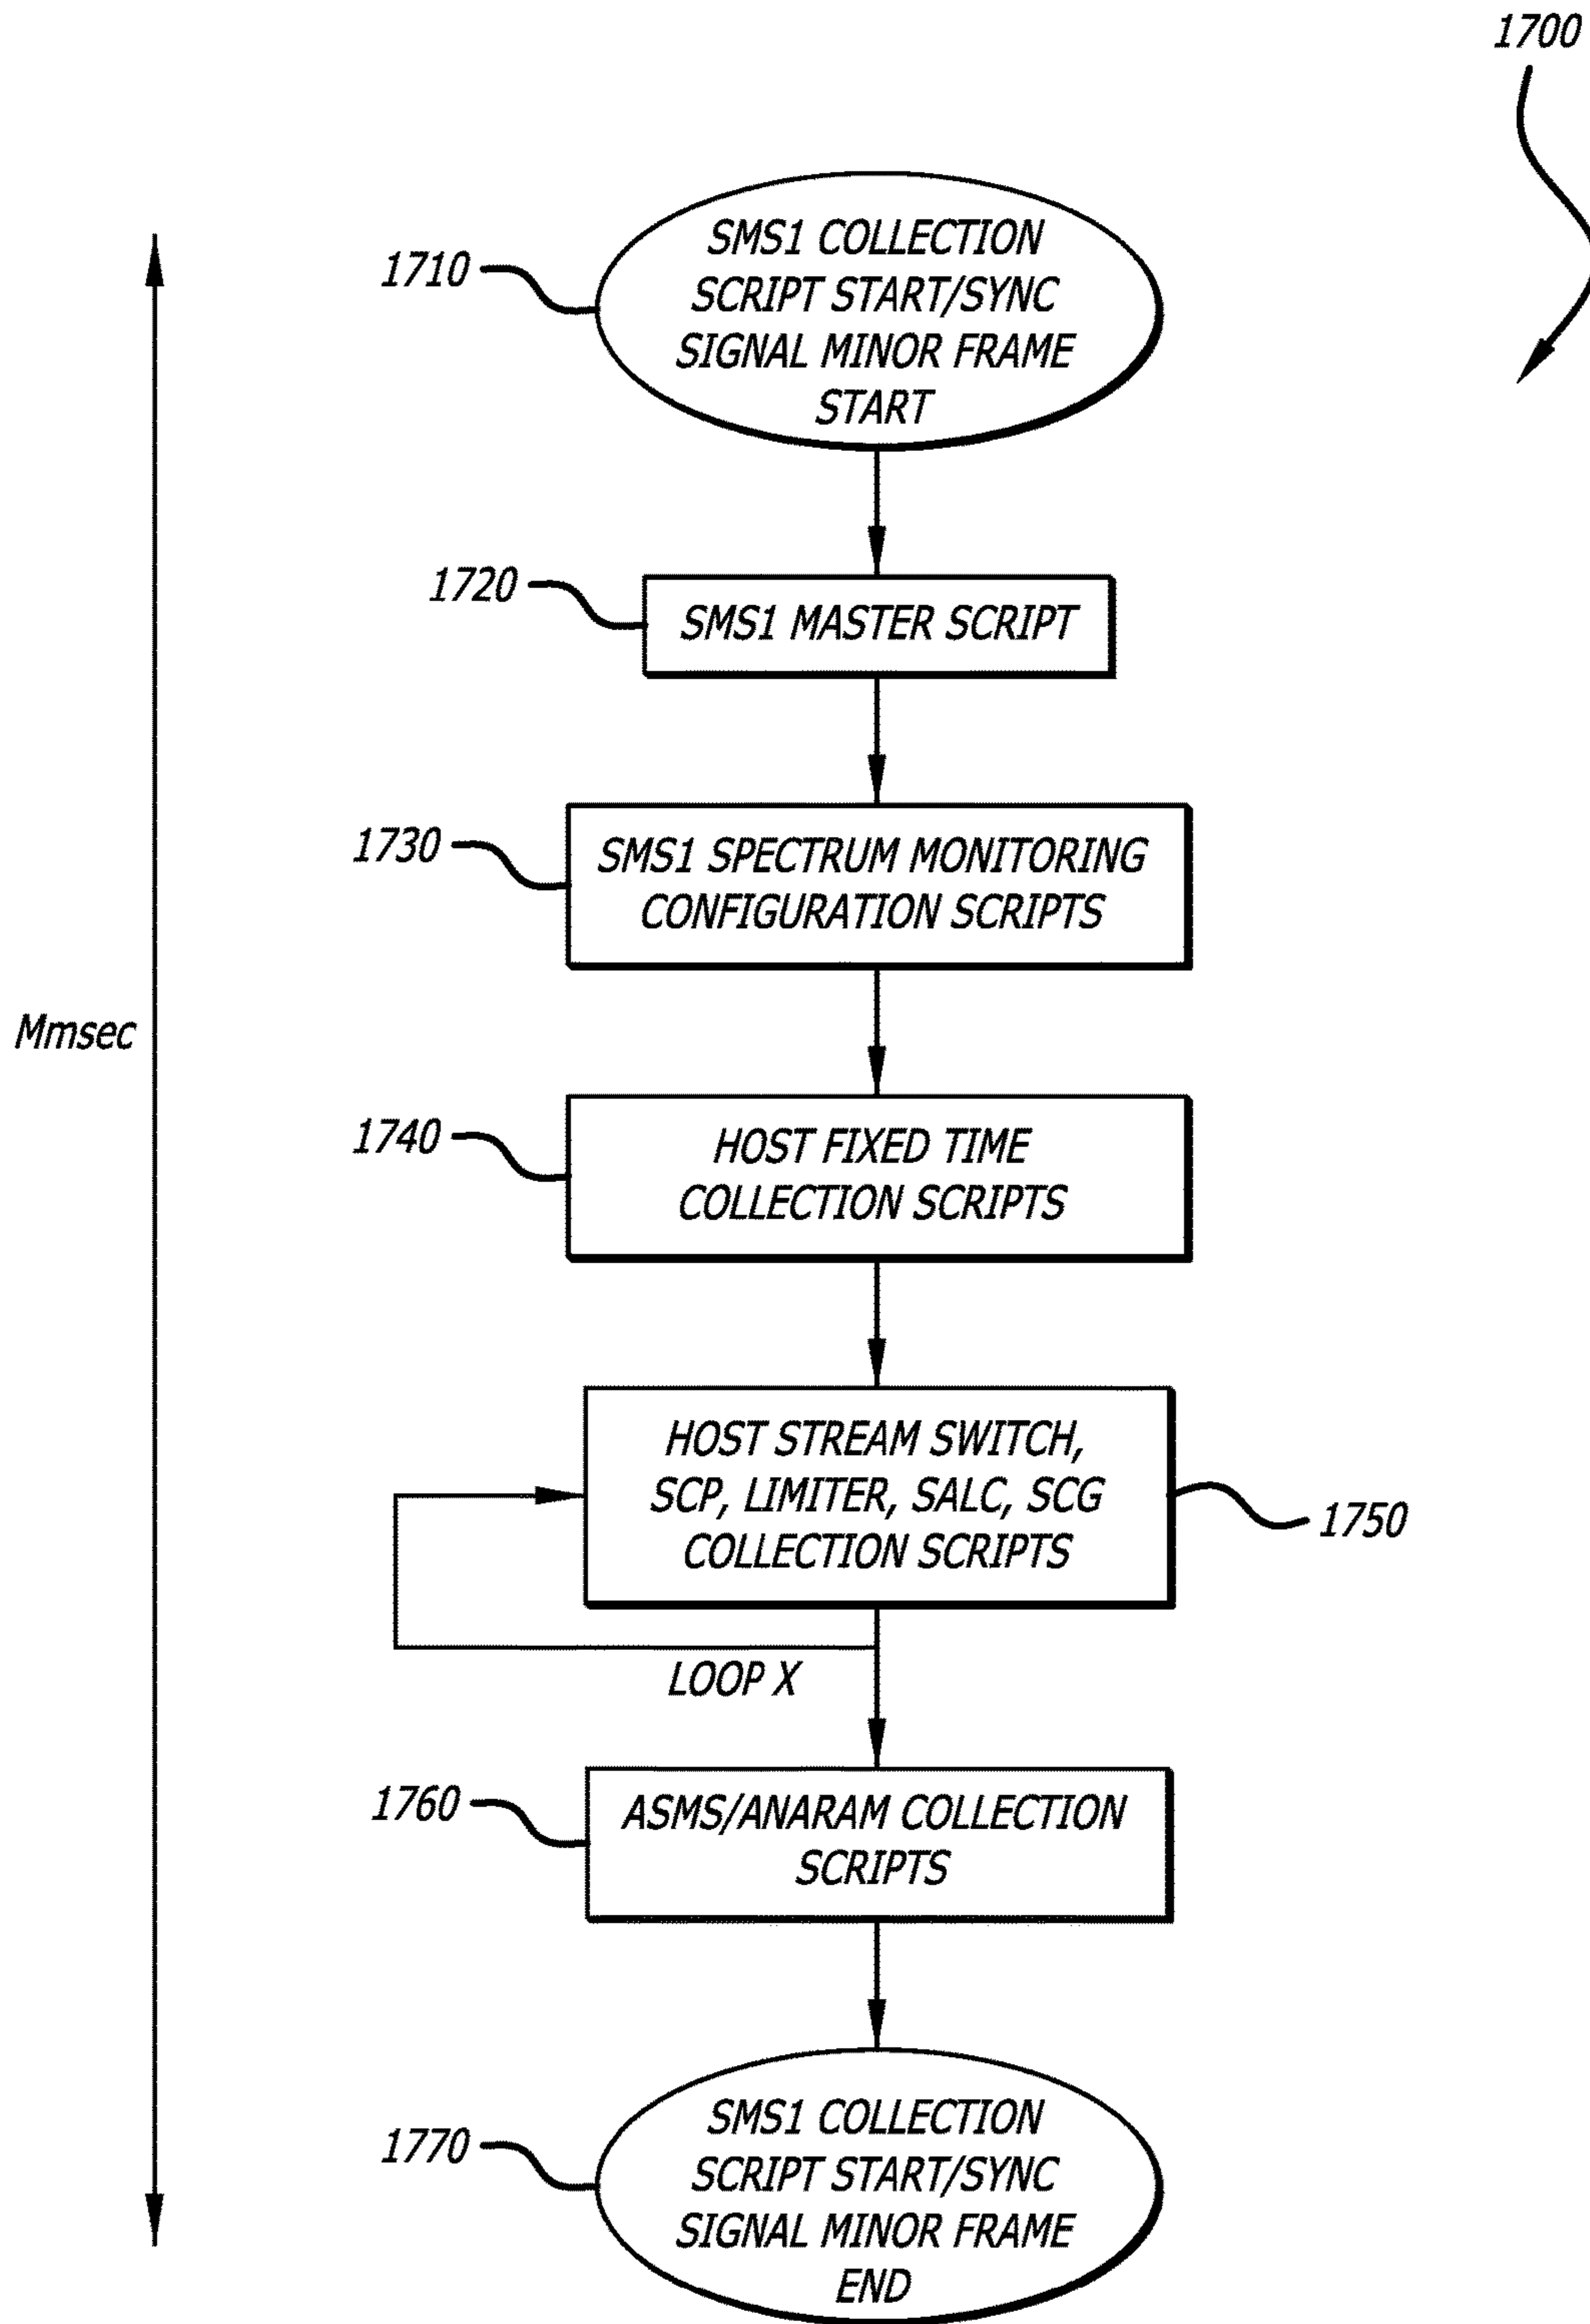 1700
1710
SMS1 COLLECTION
SCRIPT START/SYNC
SIGNAL MINOR FRAME
START
1720
SMS1 MASTER SCRIPT
1730
SMS1 SPECTRUM MONITORING
CONFIGURATION SCRIPTS
Mmsec
1740
HOST FIXED TIME
COLLECTION SCRIPTS
HOST STREAM SWITCH,
SCP, LIMITER, SALC, SCG
COLLECTION SCRIPTS
1750
LOOP X
1760
ASMS/ANARAM COLLECTION
SCRIPTS
1770
SMS1 COLLECTION
SCRIPT START/SYNC
SIGNAL MINOR FRAME
END